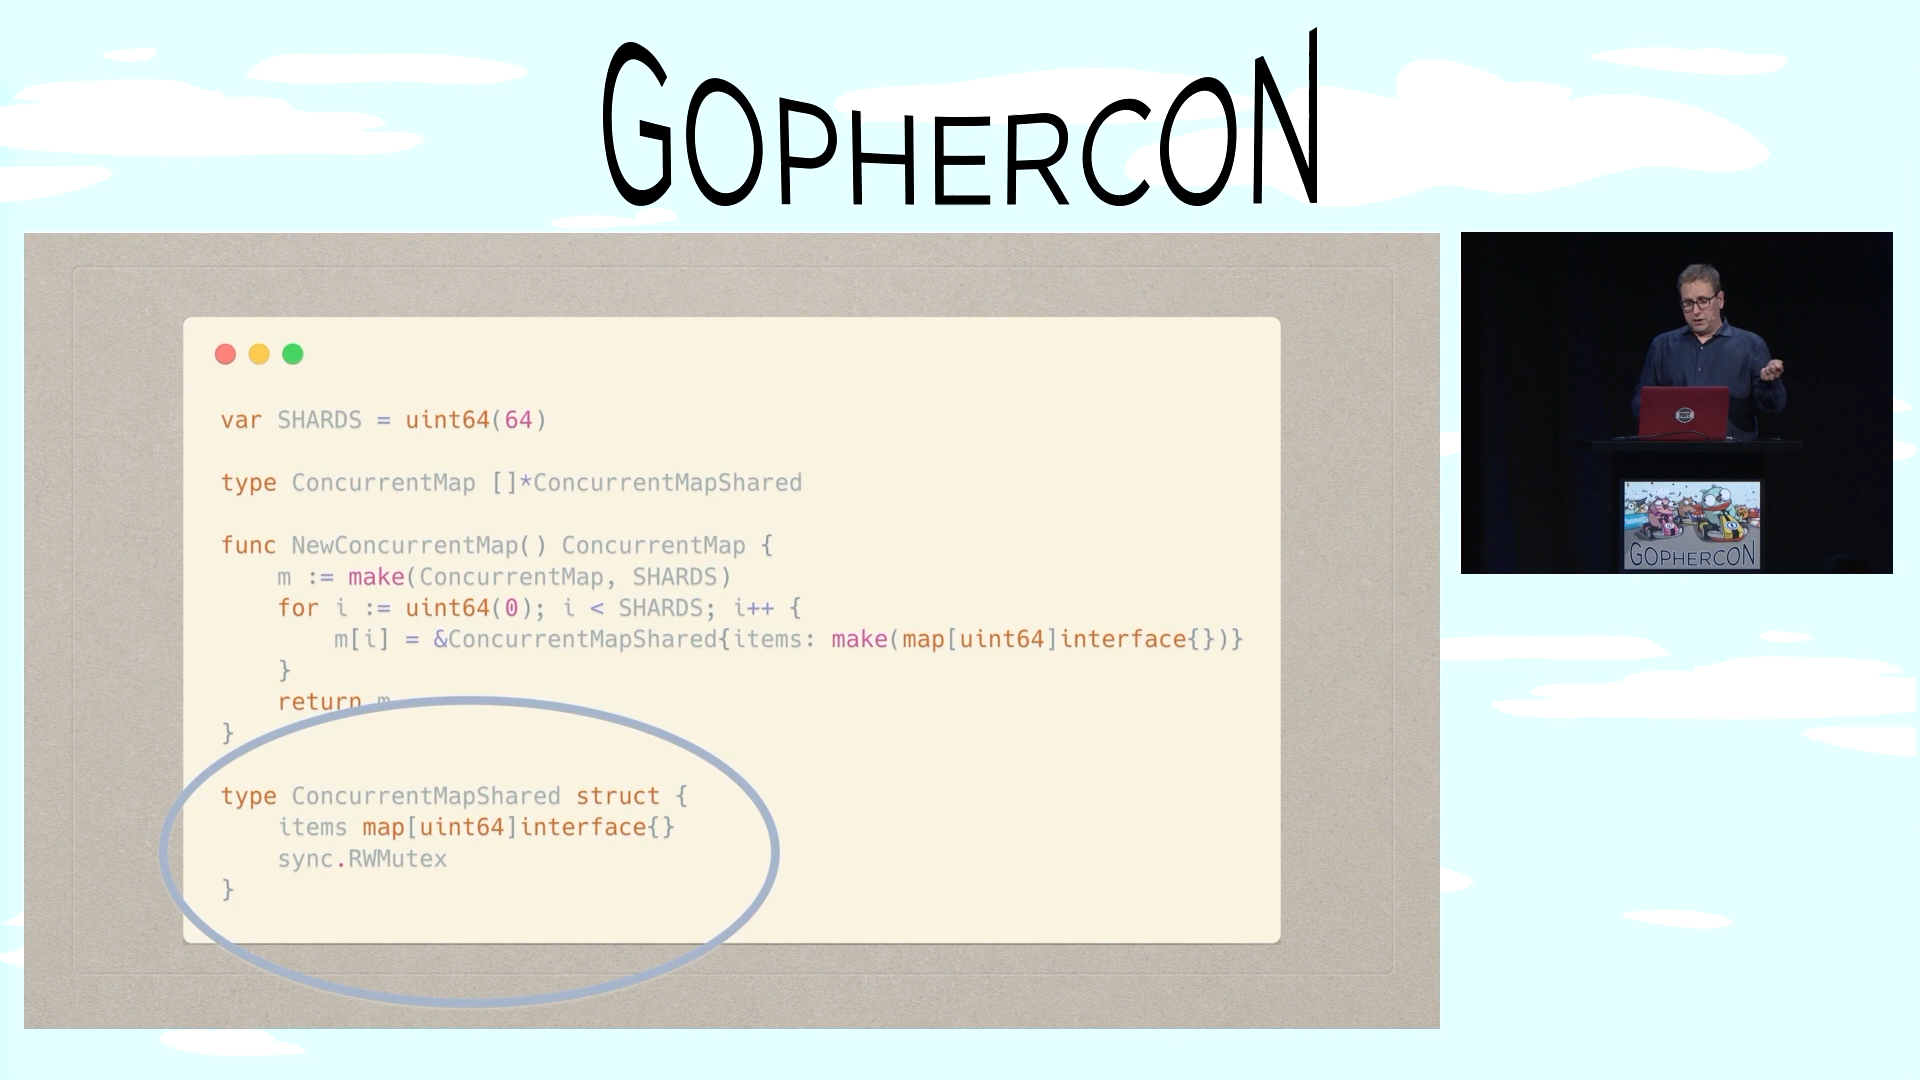 GOPHERCON
var SHARDS = uint64(64)
type ConcurrentMap []*ConcurrentMapShared
func NewConcurrentMap() ConcurrentMap {
    m := make(ConcurrentMap, SHARDS)
    for i := uint64(0); i < SHARDS; i++ {
        m[i] = &ConcurrentMapShared{items: make(map[uint64]interface{})}
    }
    return m
}
type ConcurrentMapShared struct {
    items map[uint64]interface{}
    sync.RWMutex
}
GOPHERCON